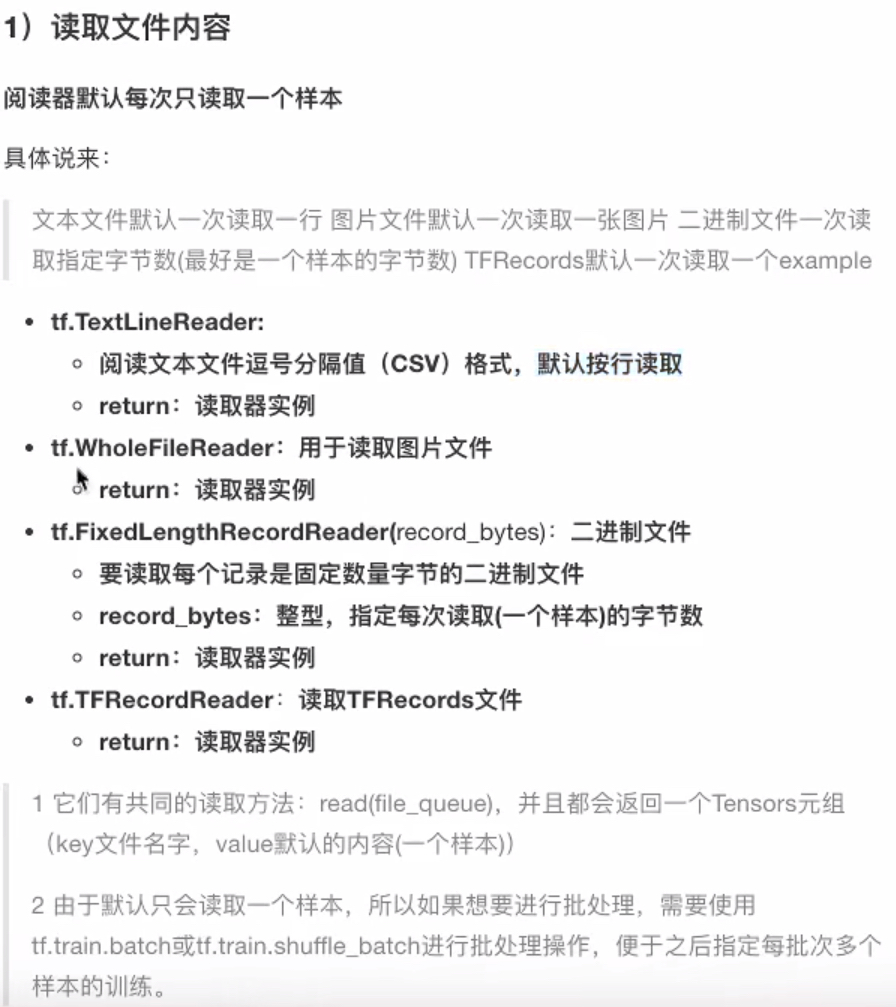 1）读取文件内容
阅读器默认每次只读取一个样本
具体说来：
文本文件默认一次读取一行 图片文件默认一次读取一张图片 二进制文件一次读
取指定字节数(最好是一个样本的字节数) TFRecords默认一次读取一个example
• tf.TextLineReader:
◦ 阅读文本文件逗号分隔值（CSV）格式，默认按行读取
◦ return：读取器实例
• tf.WholeFileReader：用于读取图片文件
◦ return：读取器实例
• tf.FixedLengthRecordReader(record_bytes)：二进制文件
◦ 要读取每个记录是固定数量字节的二进制文件
◦ record_bytes：整型，指定每次读取(一个样本)的字节数
◦ return：读取器实例
• tf.TFRecordReader：读取TFRecords文件
◦ return：读取器实例
1 它们有共同的读取方法：read(file_queue)，并且都会返回一个Tensors元组
（key文件名字，value默认的内容(一个样本)）
2 由于默认只会读取一个样本，所以如果想要进行批处理，需要使用
tf.train.batch或tf.train.shuffle_batch进行批处理操作，便于之后指定每批次多个
样本的训练。